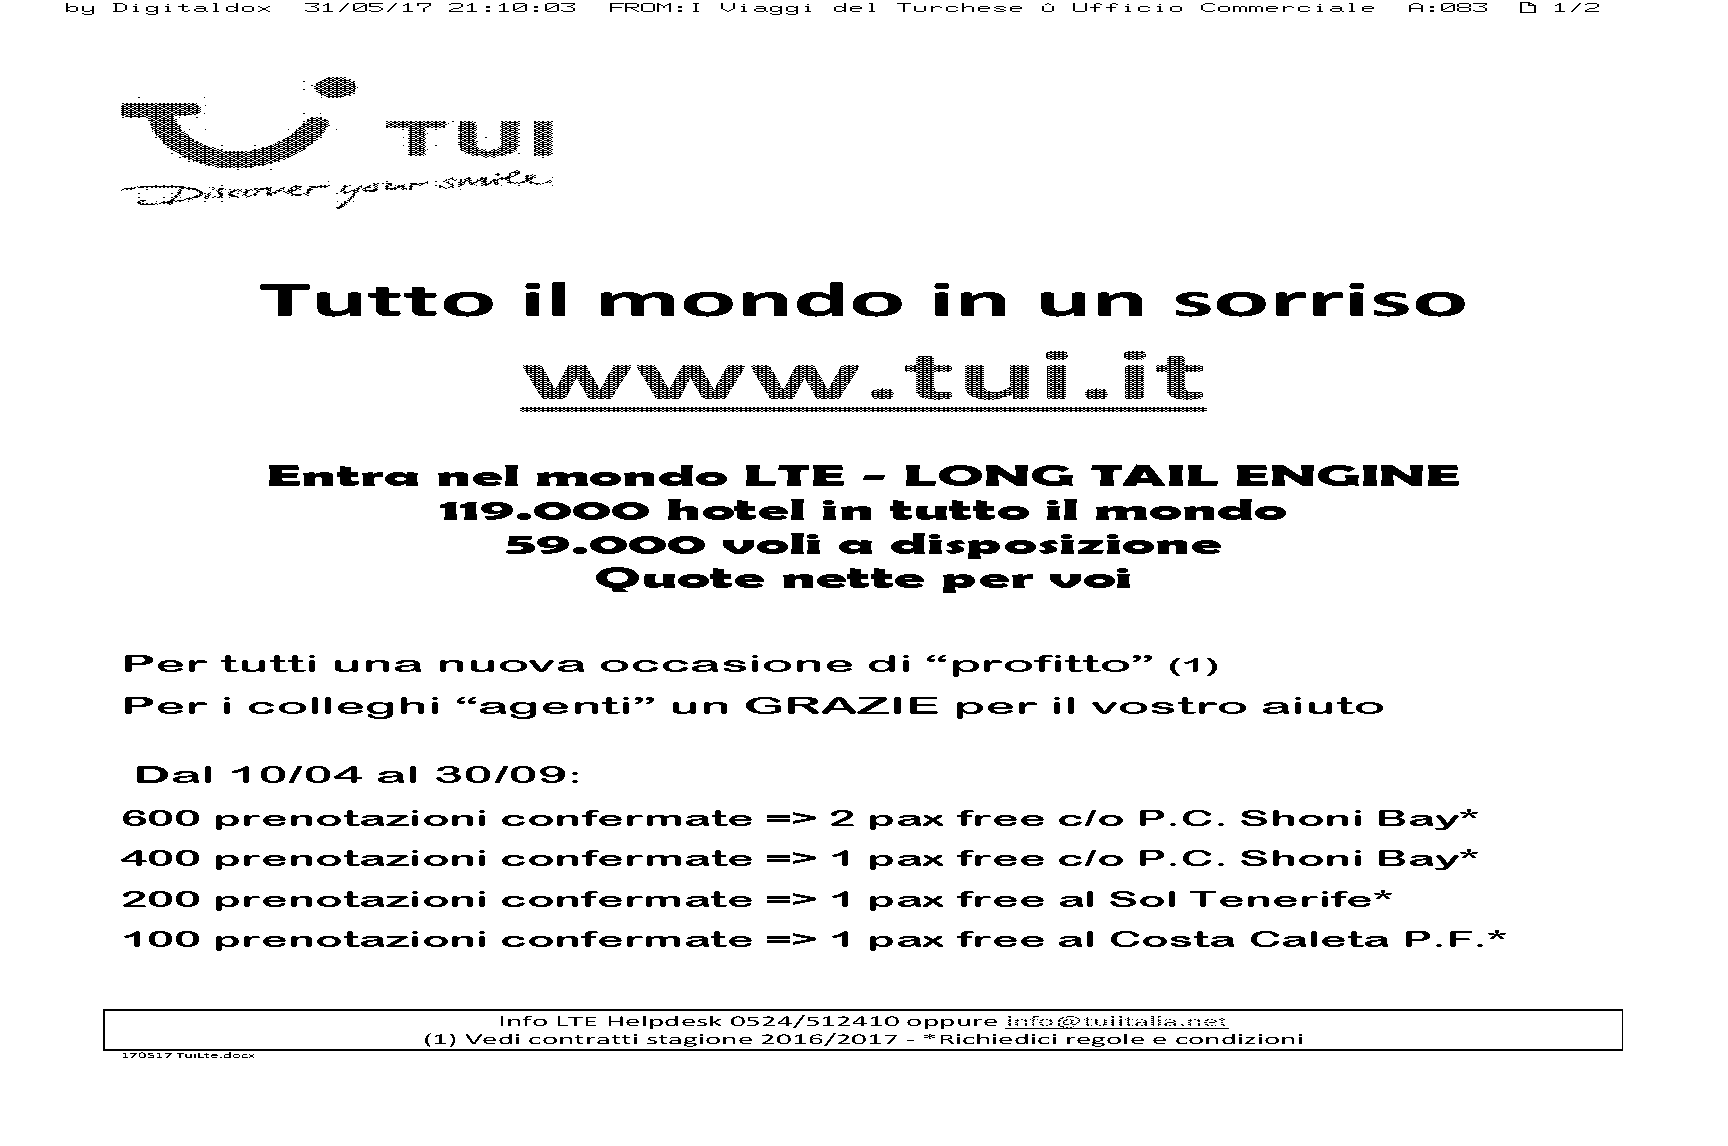 by Digitaldox 31/05/17 21:10:03 FROM:I Viaggi del Turchese û Ufficio Commerciale A:083 1/2
TUI
Discover your smile
Tutto il mondo in un sorriso
www.tui.it
Entra nel mondo LTE – LONG TAIL ENGINE
119.000 hotel in tutto il mondo
59.000 voli a disposizione
Quote nette per voi
Per tutti una nuova occasione di “profitto” (1)
Per i colleghi “agenti” un GRAZIE per il vostro aiuto
Dal 10/04 al 30/09:
600 prenotazioni confermate => 2 pax free c/o P.C. Shoni Bay*
400 prenotazioni confermate => 1 pax free c/o P.C. Shoni Bay*
200 prenotazioni confermate => 1 pax free al Sol Tenerife*
100 prenotazioni confermate => 1 pax free al Costa Caleta P.F.*
Info LTE Helpdesk 0524/512410 oppure info@tuiitalia.net
(1) Vedi contratti stagione 2016/2017 - *Richiedici regole e condizioni
170517 TuiLte.docx